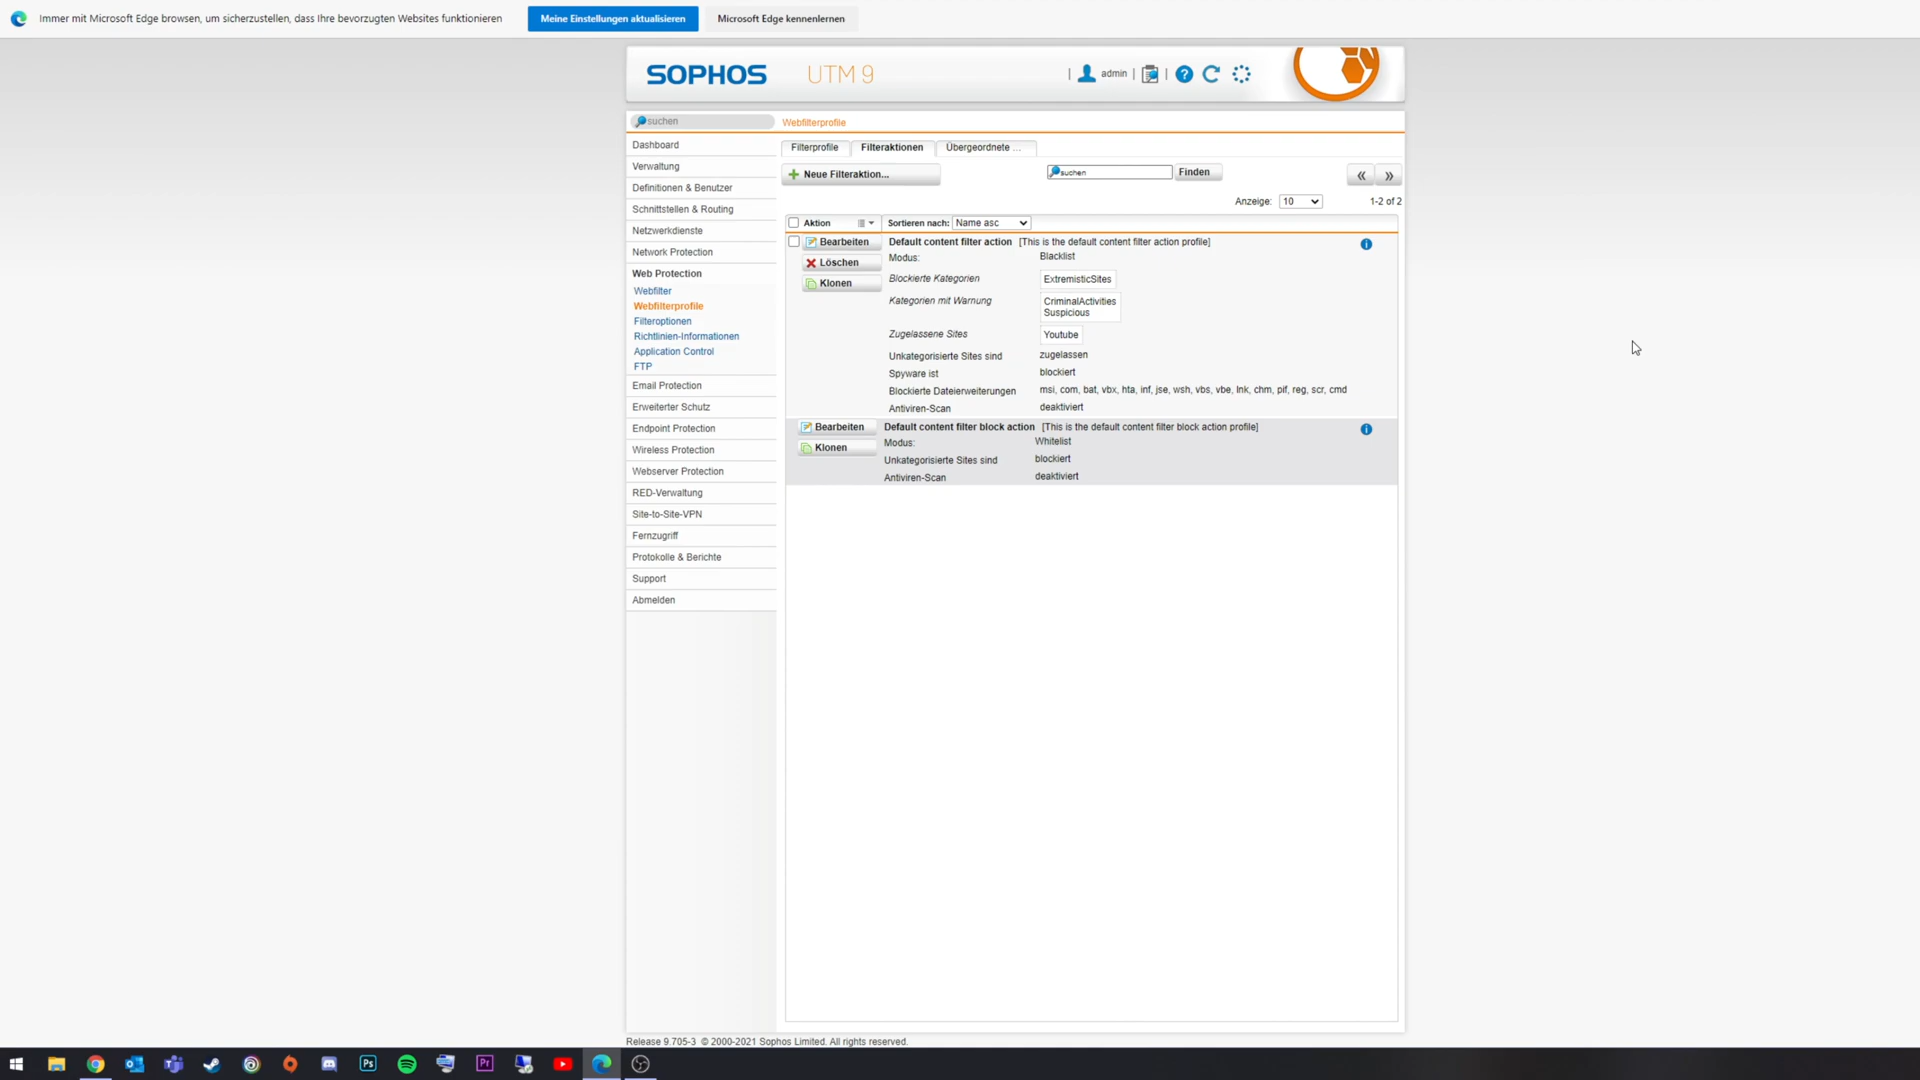 Immer mit Microsoft Edge browsen, um sicherzustellen, dass Ihre bevorzugten Websites funktionieren
Meine Einstellungen aktualisieren
Microsoft Edge kennenlernen
SOPHOS UTM 9
| admin | |
suchen
Webfilterprofile
Dashboard
Verwaltung
Definitionen & Benutzer
Schnittstellen & Routing
Netzwerkdienste
Network Protection
Web Protection
Webfilter
Webfilterprofile
Filteroptionen
Richtlinien-Informationen
Application Control
FTP
Email Protection
Erweiterter Schutz
Endpoint Protection
Wireless Protection
Webserver Protection
RED-Verwaltung
Site-to-Site-VPN
Fernzugriff
Protokolle & Berichte
Support
Abmelden
Filterprofile
Filteraktionen
Übergeordnete ...
+ Neue Filteraktion...
suchen
Finden
« »
Anzeige: 10
1-2 of 2
Aktion
Sortieren nach: Name asc
Bearbeiten
Löschen
Klonen
Default content filter action [This is the default content filter action profile]
Modus: Blacklist
Blockierte Kategorien ExtremisticSites
Kategorien mit Warnung CriminalActivities
Suspicious
Zugelassene Sites Youtube
Unkategorisierte Sites sind zugelassen
Spyware ist blockiert
Blockierte Dateierweiterungen msi, com, bat, vbx, hta, inf, jse, wsh, vbs, vbe, lnk, chm, pif, reg, scr, cmd
Antiviren-Scan deaktiviert
Bearbeiten
Klonen
Default content filter block action [This is the default content filter block action profile]
Modus: Whitelist
Unkategorisierte Sites sind blockiert
Antiviren-Scan deaktiviert
Release 9.705-3 © 2000-2021 Sophos Limited. All rights reserved.
Ps
Pr